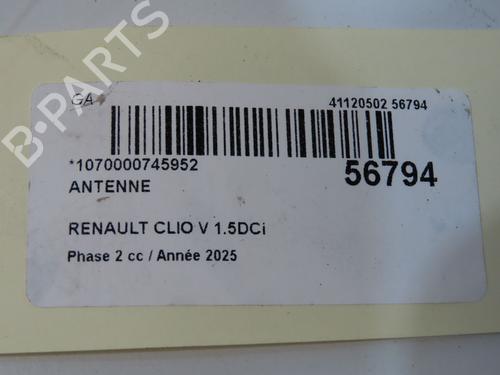 GA
41120502 56794
*1070000745952
56794
ANTENNE
RENAULT CLIO V 1.5DCi
Phase 2 cc / Année 2025
B-PARTS